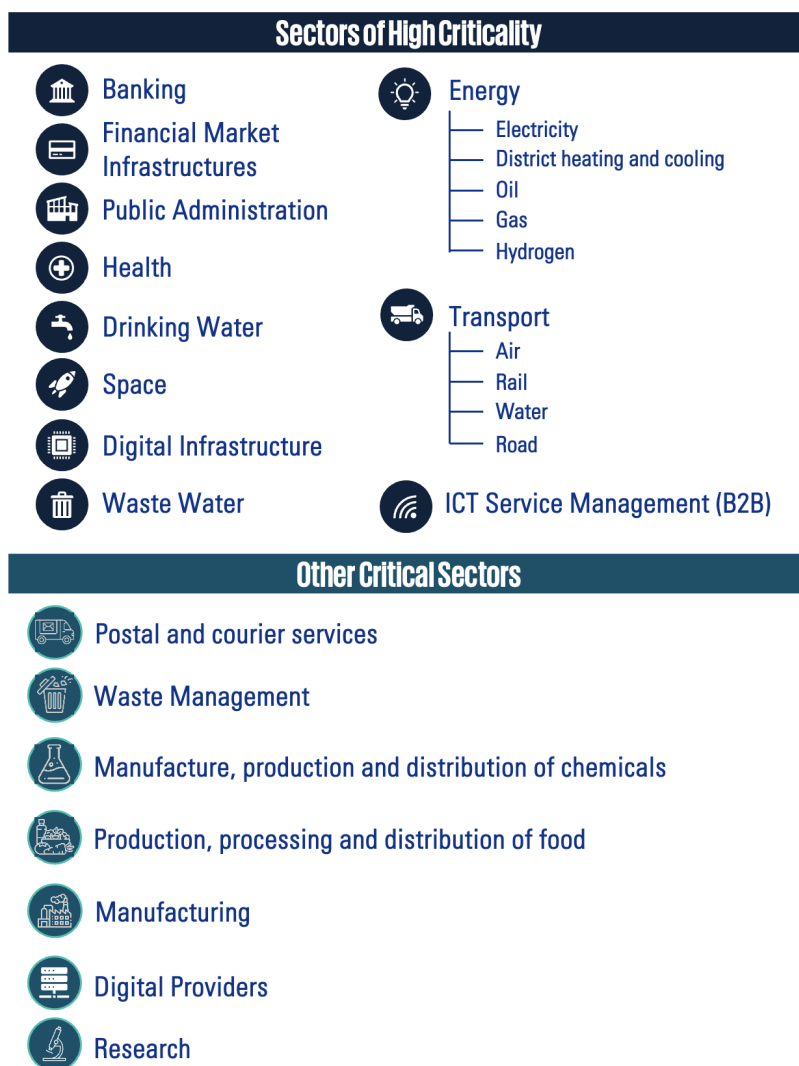 Sectors of High Criticality
Banking
Financial Market
Infrastructures
Public Administration
Health
Drinking Water
Space
Digital Infrastructure
Waste Water
Energy
Electricity
District heating and cooling
Oil
Gas
Hydrogen
Transport
Air
Rail
Water
Road
ICT Service Management (B2B)
Other Critical Sectors
Postal and courier services
Waste Management
Manufacture, production and distribution of chemicals
Production, processing and distribution of food
Manufacturing
Digital Providers
Research